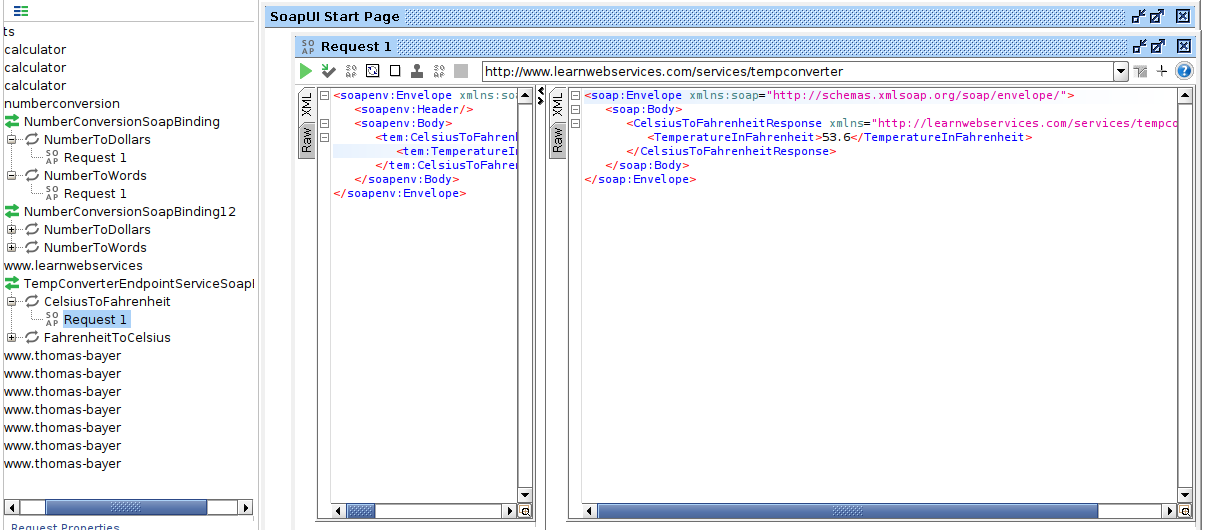 SoapUI Start Page
ts
calculator
calculator
calculator
numberconversion
NumberConversionSoapBinding
NumberToDollars
SO AP Request 1
NumberToWords
SO AP Request 1
NumberConversionSoapBinding12
NumberToDollars
NumberToWords
www.learnwebservices
TempConverterEndpointServiceSoap
CelsiusToFahrenheit
SO AP Request 1
FahrenheitToCelsius
www.thomas-bayer
www.thomas-bayer
www.thomas-bayer
www.thomas-bayer
www.thomas-bayer
www.thomas-bayer
www.thomas-bayer
Request Properties
SO AP Request 1
http://www.learnwebservices.com/services/tempconverter
XML
Raw
<soapenv:Envelope xmlns:soa
<soapenv:Header/>
<soapenv:Body>
<tem:CelsiusToFahrenh
<tem:TemperatureIn
</tem:CelsiusToFahren
</soapenv:Body>
</soapenv:Envelope>
XML
Raw
<soap:Envelope xmlns:soap="http://schemas.xmlsoap.org/soap/envelope/">
<soap:Body>
<CelsiusToFahrenheitResponse xmlns="http://learnwebservices.com/services/tempco
<TemperatureInFahrenheit>53.6</TemperatureInFahrenheit>
</CelsiusToFahrenheitResponse>
</soap:Body>
</soap:Envelope>